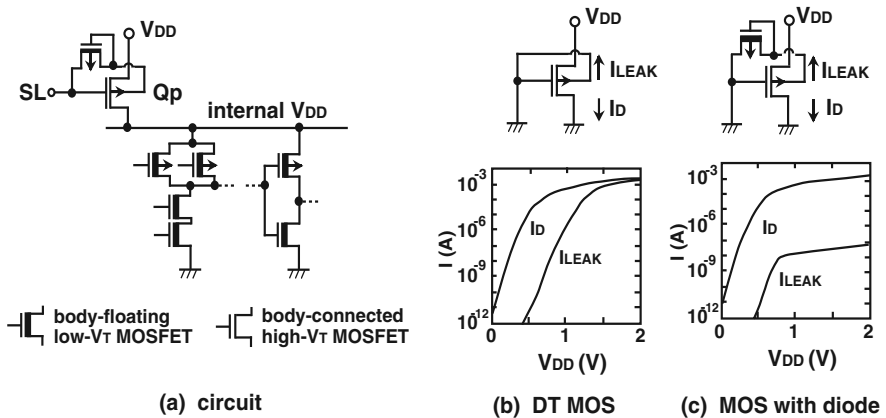 VDD
SL
Qp
internal VDD
body-floating
low-VT MOSFET
body-connected
high-VT MOSFET
(a) circuit
VDD
ILEAK
ID
10-3
10-6
10-9
10-12
I (A)
ID
ILEAK
0 1 2
VDD (V)
(b) DT MOS
VDD
ILEAK
ID
10-3
10-6
10-9
10-12
I (A)
ID
ILEAK
0 1 2
VDD (V)
(c) MOS with diode